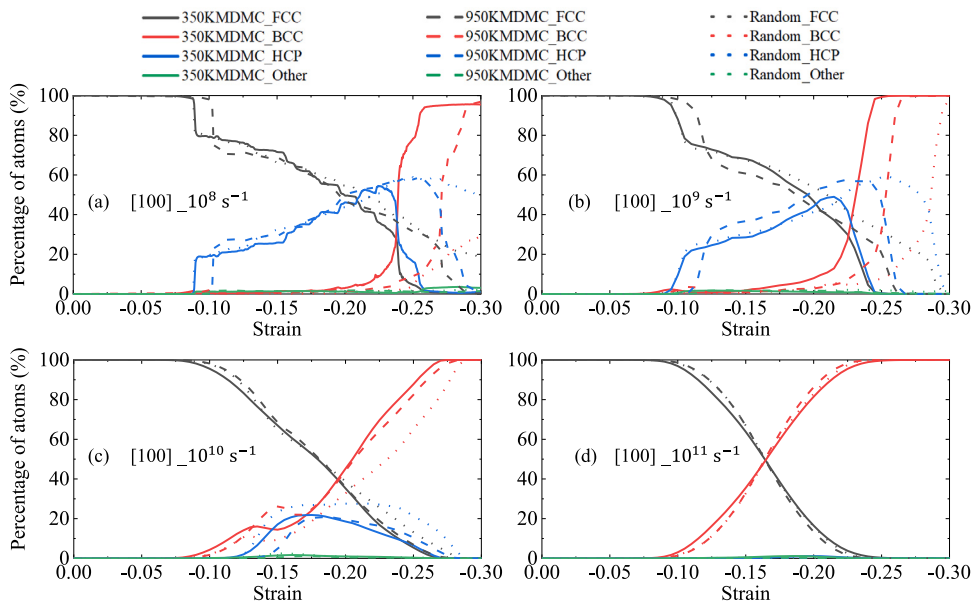 350KMDMC_FCC 950KMDMC_FCC Random_FCC
350KMDMC_BCC 950KMDMC_BCC Random_BCC
350KMDMC_HCP 950KMDMC_HCP Random_HCP
350KMDMC_Other 950KMDMC_Other Random_Other
Percentage of atoms (%)
100
80
60
40
20
0
(a) [100] _10⁸ s⁻¹
0.00 -0.05 -0.10 -0.15 -0.20 -0.25 -0.30
Strain
100
80
60
40
20
0
(b) [100] _10⁹ s⁻¹
0.00 -0.05 -0.10 -0.15 -0.20 -0.25 -0.30
Strain
Percentage of atoms (%)
100
80
60
40
20
0
(c) [100] _10¹⁰ s⁻¹
0.00 -0.05 -0.10 -0.15 -0.20 -0.25 -0.30
Strain
100
80
60
40
20
0
(d) [100] _10¹¹ s⁻¹
0.00 -0.05 -0.10 -0.15 -0.20 -0.25 -0.30
Strain